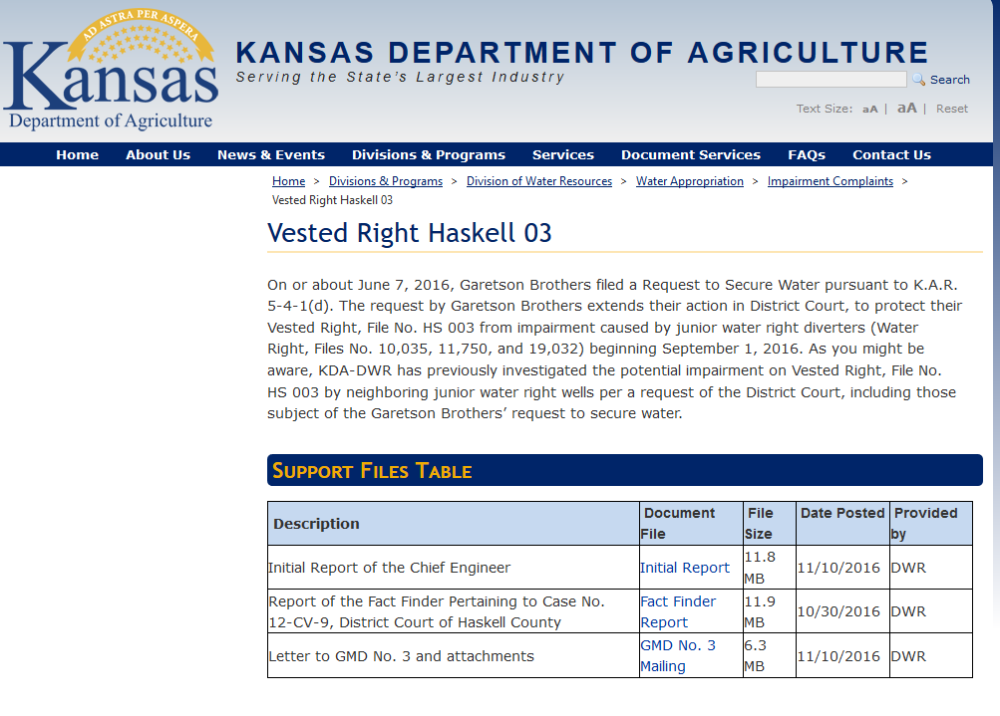 AD ASTRA PER ASPERA
Kansas
Department of Agriculture
KANSAS DEPARTMENT OF AGRICULTURE
Serving the State's Largest Industry
Search
Text Size: aA | aA | Reset
Home About Us News & Events Divisions & Programs Services Document Services FAQs Contact Us
Home > Divisions & Programs > Division of Water Resources > Water Appropriation > Impairment Complaints >
Vested Right Haskell 03
Vested Right Haskell 03
On or about June 7, 2016, Garetson Brothers filed a Request to Secure Water pursuant to K.A.R.
5-4-1(d). The request by Garetson Brothers extends their action in District Court, to protect their
Vested Right, File No. HS 003 from impairment caused by junior water right diverters (Water
Right, Files No. 10,035, 11,750, and 19,032) beginning September 1, 2016. As you might be
aware, KDA-DWR has previously investigated the potential impairment on Vested Right, File No.
HS 003 by neighboring junior water right wells per a request of the District Court, including those
subject of the Garetson Brothers' request to secure water.
SUPPORT FILES TABLE
Description Document File File Size Date Posted Provided by
Initial Report of the Chief Engineer Initial Report 11.8 MB 11/10/2016 DWR
Report of the Fact Finder Pertaining to Case No. 12-CV-9, District Court of Haskell County Fact Finder Report 11.9 MB 10/30/2016 DWR
Letter to GMD No. 3 and attachments GMD No. 3 Mailing 6.3 MB 11/10/2016 DWR